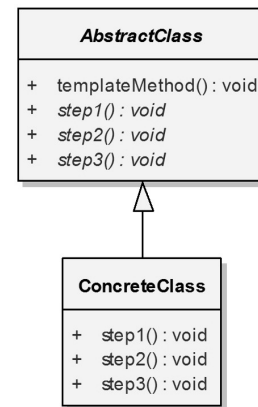 AbstractClass
+ templateMethod() : void
+ step1() : void
+ step2() : void
+ step3() : void
ConcreteClass
+ step1() : void
+ step2() : void
+ step3() : void